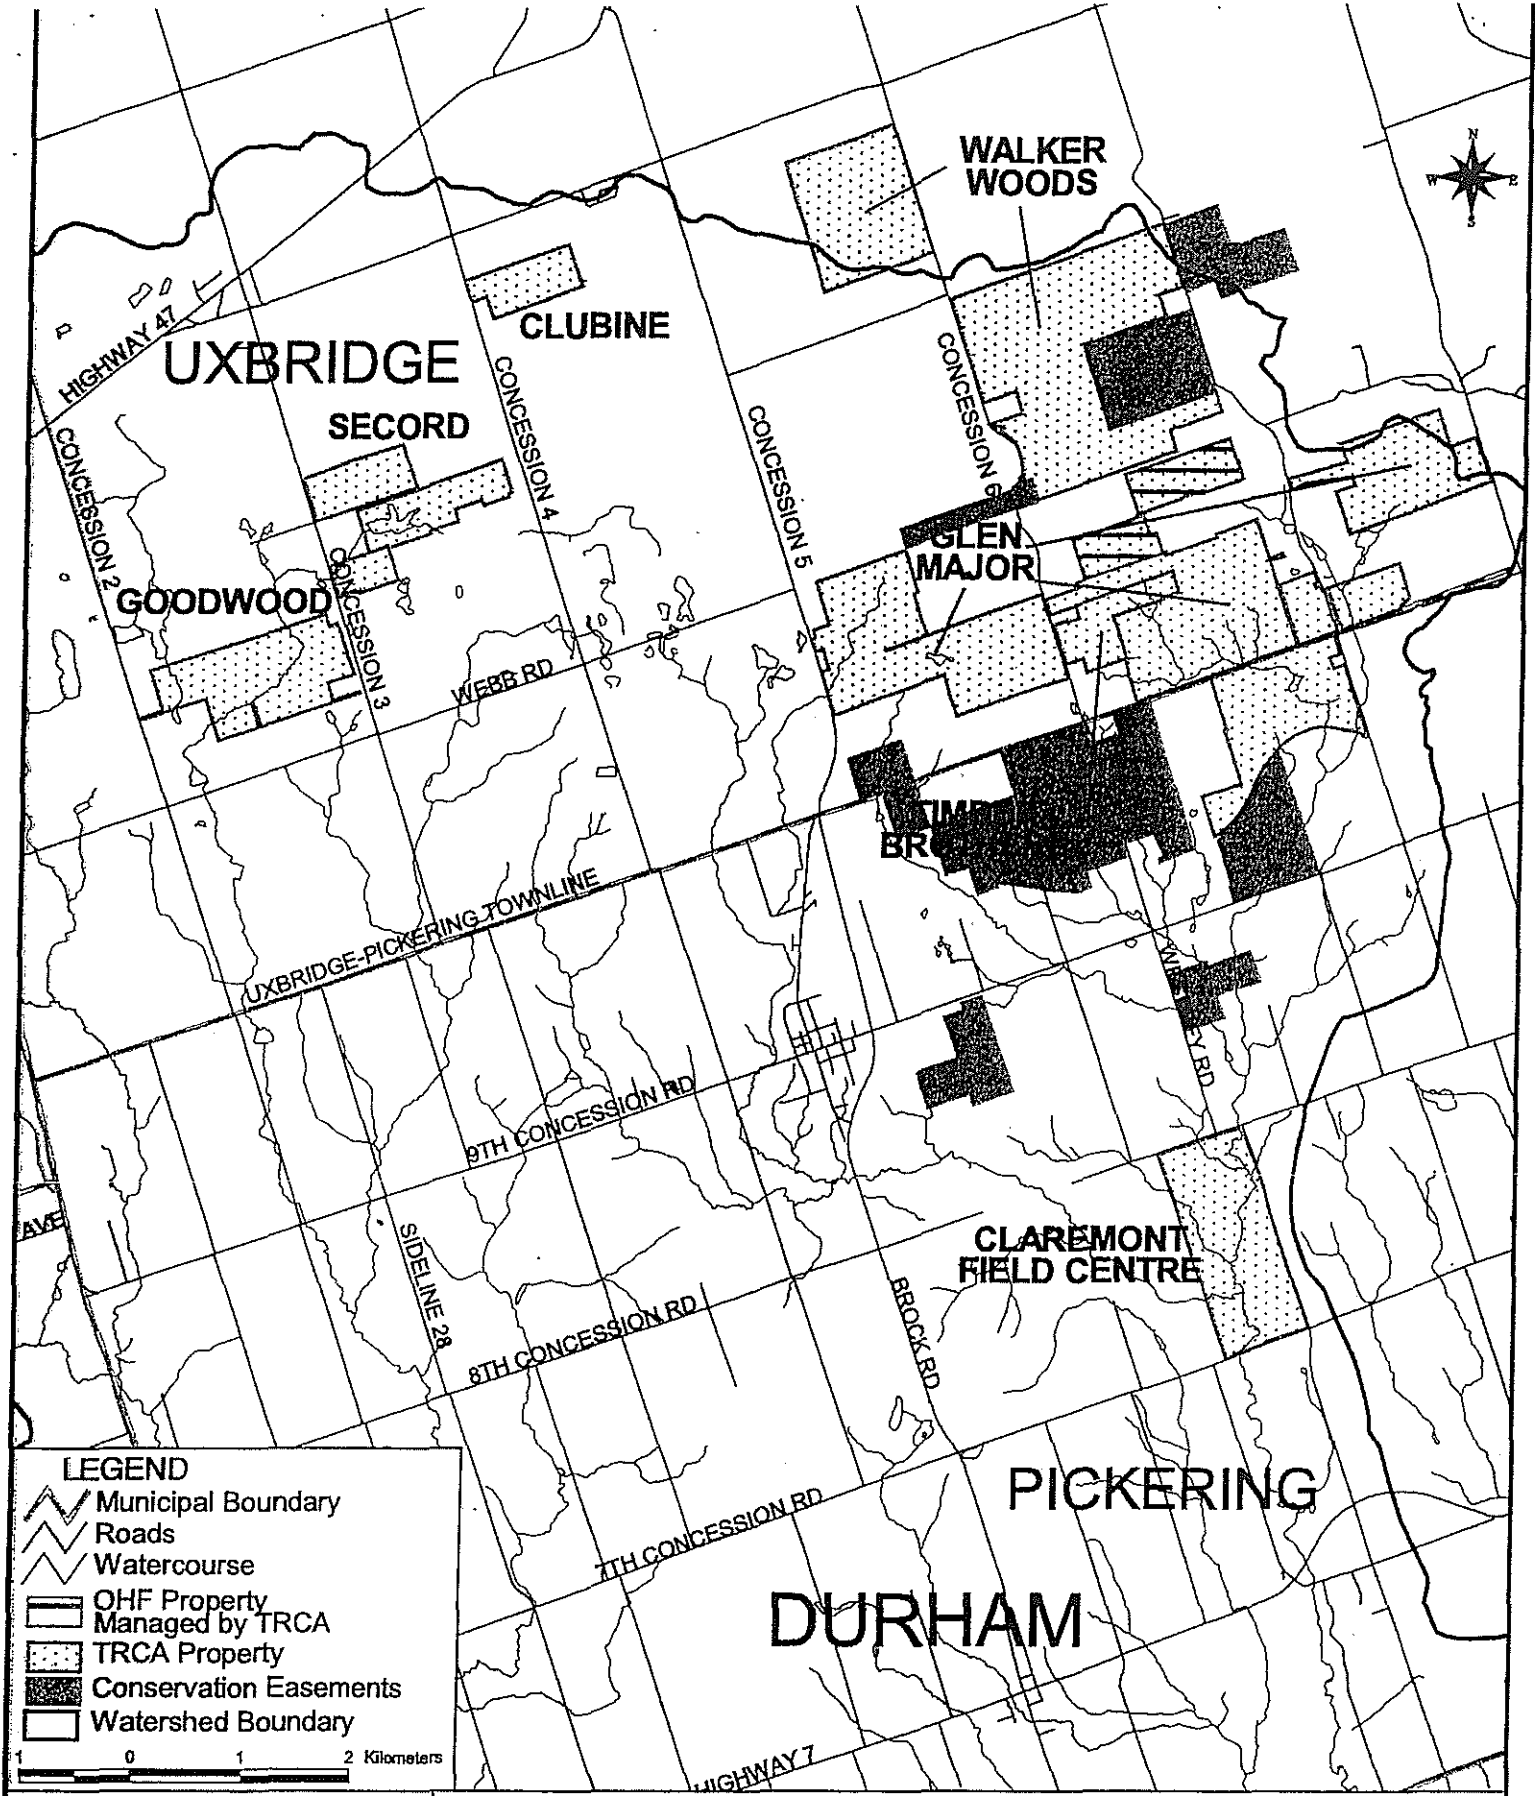 WALKER
WOODS
N
W
E
S
CLUBINE
HIGHWAY 47
UXBRIDGE
SECORD
CONCESSION 4
CONCESSION 6
CONCESSION 5
CONCESSION 2
GLEN
MAJOR
CONCESSION 3
GOODWOOD
WEBB RD
UXBRIDGE-PICKERING TOWNLINE
9TH CONCESSION RD
AVE
SIDELINE 28
CLAREMONT
FIELD CENTRE
BROCK RD
8TH CONCESSION RD
PICKERING
7TH CONCESSION RD
DURHAM
HIGHWAY 7
LEGEND
Municipal Boundary
Roads
Watercourse
OHF Property
Managed by TRCA
TRCA Property
Conservation Easements
Watershed Boundary
1 0 1 2 Kilometers